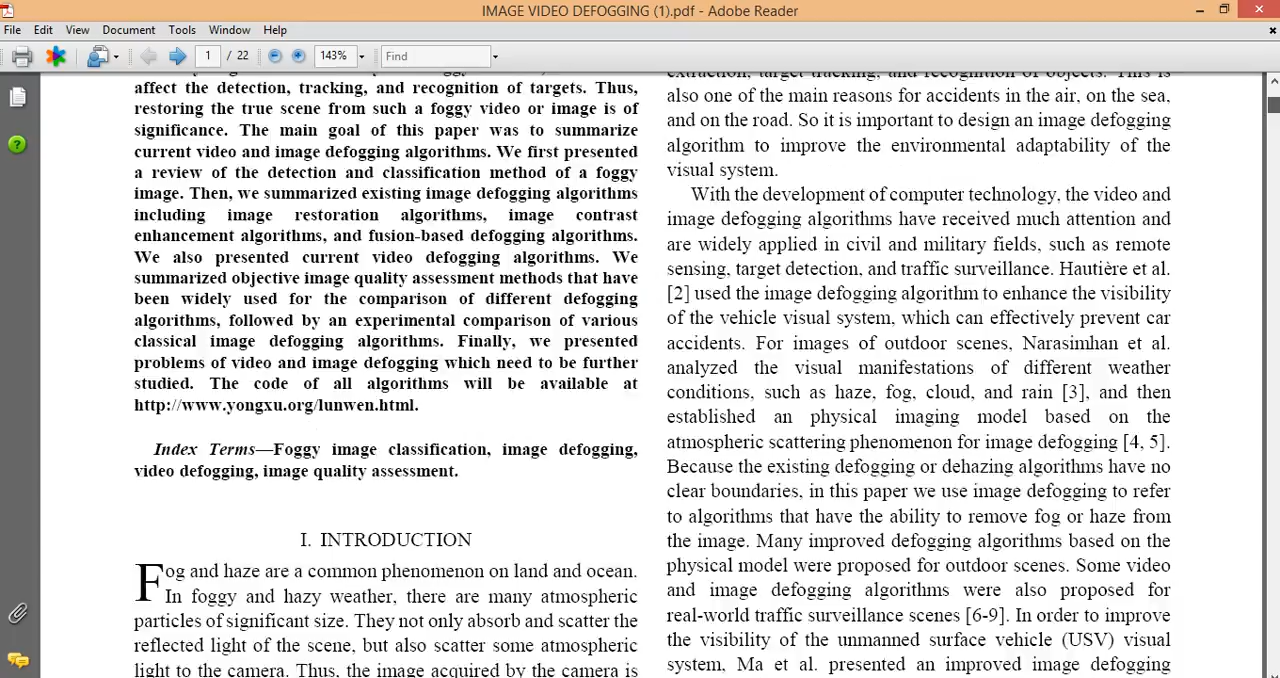 IMAGE VIDEO DEFOGGING (1).pdf - Adobe Reader
File Edit View Document Tools Window Help
1 / 22 143% Find
affect the detection, tracking, and recognition of targets. Thus,
restoring the true scene from such a foggy video or image is of
significance. The main goal of this paper was to summarize
current video and image defogging algorithms. We first presented
a review of the detection and classification method of a foggy
image. Then, we summarized existing image defogging algorithms
including image restoration algorithms, image contrast
enhancement algorithms, and fusion-based defogging algorithms.
We also presented current video defogging algorithms. We
summarized objective image quality assessment methods that have
been widely used for the comparison of different defogging
algorithms, followed by an experimental comparison of various
classical image defogging algorithms. Finally, we presented
problems of video and image defogging which need to be further
studied. The code of all algorithms will be available at
http://www.yongxu.org/lunwen.html.
Index Terms—Foggy image classification, image defogging,
video defogging, image quality assessment.
I. INTRODUCTION
Fog and haze are a common phenomenon on land and ocean.
In foggy and hazy weather, there are many atmospheric
particles of significant size. They not only absorb and scatter the
reflected light of the scene, but also scatter some atmospheric
light to the camera. Thus, the image acquired by the camera is
extraction, target tracking, and recognition of objects. This is
also one of the main reasons for accidents in the air, on the sea,
and on the road. So it is important to design an image defogging
algorithm to improve the environmental adaptability of the
visual system.
With the development of computer technology, the video and
image defogging algorithms have received much attention and
are widely applied in civil and military fields, such as remote
sensing, target detection, and traffic surveillance. Hautière et al.
[2] used the image defogging algorithm to enhance the visibility
of the vehicle visual system, which can effectively prevent car
accidents. For images of outdoor scenes, Narasimhan et al.
analyzed the visual manifestations of different weather
conditions, such as haze, fog, cloud, and rain [3], and then
established an physical imaging model based on the
atmospheric scattering phenomenon for image defogging [4, 5].
Because the existing defogging or dehazing algorithms have no
clear boundaries, in this paper we use image defogging to refer
to algorithms that have the ability to remove fog or haze from
the image. Many improved defogging algorithms based on the
physical model were proposed for outdoor scenes. Some video
and image defogging algorithms were also proposed for
real-world traffic surveillance scenes [6-9]. In order to improve
the visibility of the unmanned surface vehicle (USV) visual
system, Ma et al. presented an improved image defogging